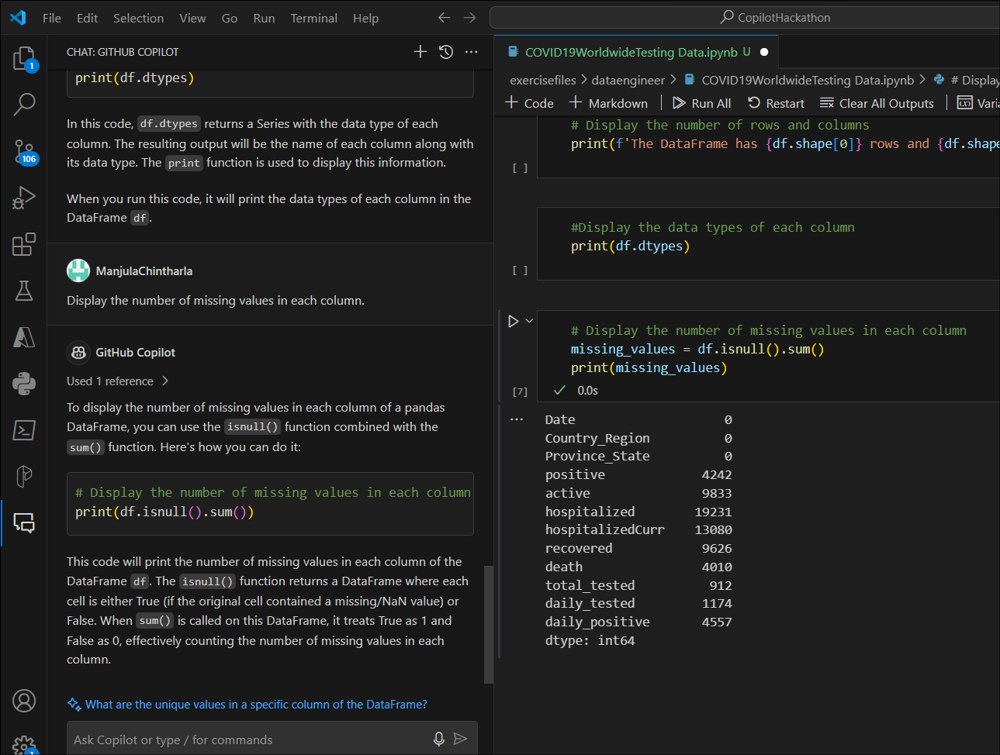 File Edit Selection View Go Run Terminal Help
CopilotHackathon
1
106
CHAT: GITHUB COPILOT
print(df.dtypes)
In this code, df.dtypes returns a Series with the data type of each
column. The resulting output will be the name of each column along with
its data type. The print function is used to display this information.
When you run this code, it will print the data types of each column in the
DataFrame df.
ManjulaChintharla
Display the number of missing values in each column.
GitHub Copilot
Used 1 reference
To display the number of missing values in each column of a pandas
DataFrame, you can use the isnull() function combined with the
sum() function. Here's how you can do it:
# Display the number of missing values in each column
print(df.isnull().sum())
This code will print the number of missing values in each column of the
DataFrame df. The isnull() function returns a DataFrame where each
cell is either True (if the original cell contained a missing/NaN value) or
False. When sum() is called on this DataFrame, it treats True as 1 and
False as 0, effectively counting the number of missing values in each
column.
What are the unique values in a specific column of the DataFrame?
Ask Copilot or type / for commands
COVID19WorldwideTesting Data.ipynb U
exercisefiles > dataengineer > COVID19WorldwideTesting Data.ipynb > # Display
+ Code + Markdown Run All Restart Clear All Outputs Vari
# Display the number of rows and columns
print(f'The DataFrame has {df.shape[0]} rows and {df.shape
[ ]
#Display the data types of each column
print(df.dtypes)
[ ]
# Display the number of missing values in each column
missing_values = df.isnull().sum()
print(missing_values)
[7] 0.0s
Date 0
Country_Region 0
Province_State 0
positive 4242
active 9833
hospitalized 19231
hospitalizedCurr 13080
recovered 9626
death 4010
total_tested 912
daily_tested 1174
daily_positive 4557
dtype: int64